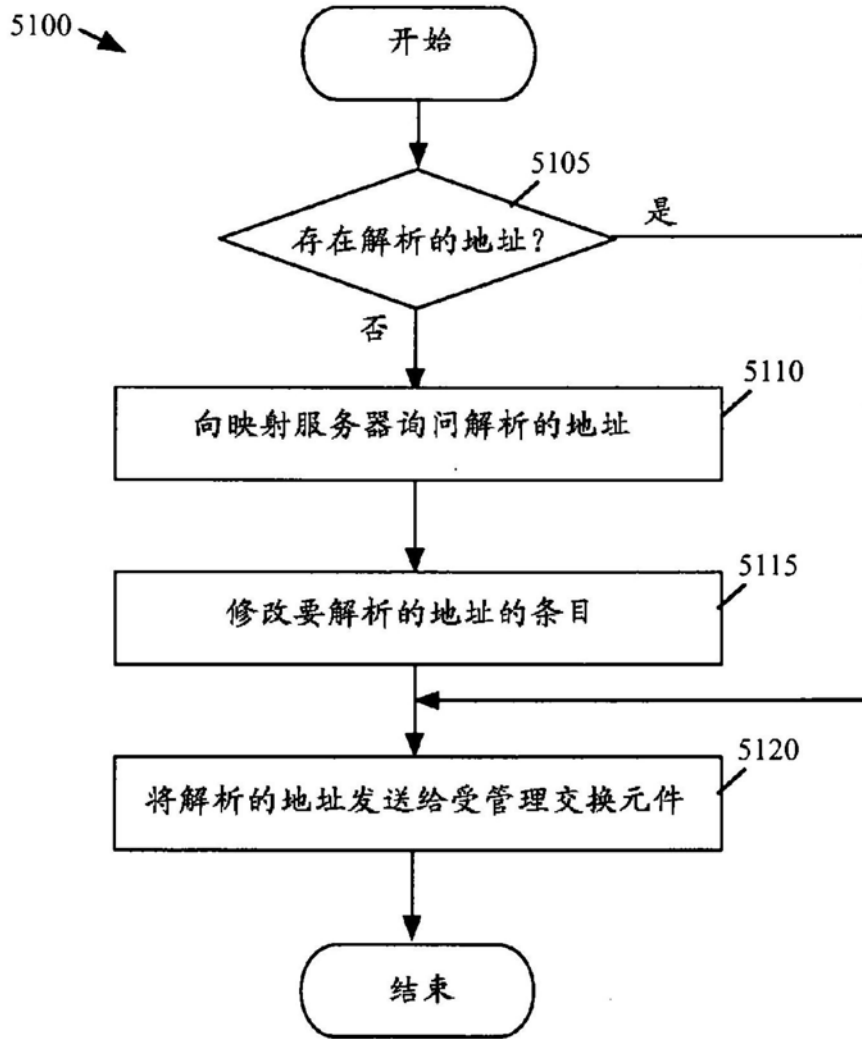 5100
开始
5105
存在解析的地址?
是
否
5110
向映射服务器询问解析的地址
5115
修改要解析的地址的条目
5120
将解析的地址发送给受管理交换元件
结束